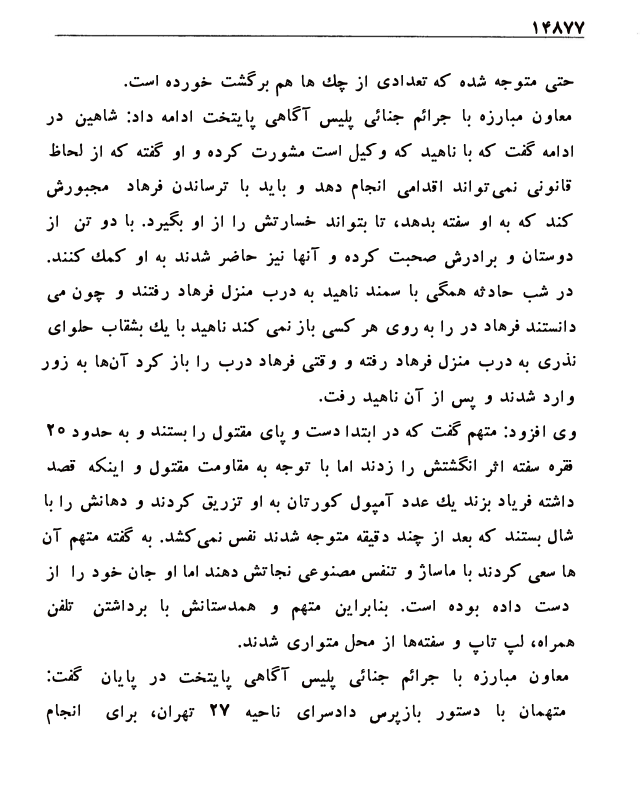 ۱۴۸۷۷
حتی متوجه شده که تعدادی از چك ها هم برگشت خورده است.
معاون مبارزه با جرائم جنائی پلیس آگاهی پایتخت ادامه داد: شاهین در
ادامه گفت که با ناهید که وکیل است مشورت کرده و او گفته که از لحاظ
قانونی نمی‌تواند اقدامی انجام دهد و باید با ترساندن فرهاد مجبورش
کند که به او سفته بدهد، تا بتواند خسارتش را از او بگیرد. با دو تن از
دوستان و برادرش صحبت کرده و آنها نیز حاضر شدند به او کمك کنند.
در شب حادثه همگی با سمند ناهید به درب منزل فرهاد رفتند و چون می
دانستند فرهاد در را به روی هر کسی باز نمی کند ناهید با یك بشقاب حلوای
نذری به درب منزل فرهاد رفته و وقتی فرهاد درب را باز کرد آن‌ها به زور
وارد شدند و پس از آن ناهید رفت.
وی افزود: متهم گفت که در ابتدا دست و پای مقتول را بستند و به حدود ۲۵
فقره سفته اثر انگشتش را زدند اما با توجه به مقاومت مقتول و اینکه قصد
داشته فریاد بزند یك عدد آمپول کورتان به او تزریق کردند و دهانش را با
شال بستند که بعد از چند دقیقه متوجه شدند نفس نمی‌کشد. به گفته متهم آن
ها سعی کردند با ماساژ و تنفس مصنوعی نجاتش دهند اما او جان خود را از
دست داده بوده است. بنابراین متهم و همدستانش با برداشتن تلفن
همراه، لپ تاپ و سفته‌ها از محل متواری شدند.
معاون مبارزه با جرائم جنائی پلیس آگاهی پایتخت در پایان گفت:
متهمان با دستور بازپرس دادسرای ناحیه ۲۷ تهران، برای انجام